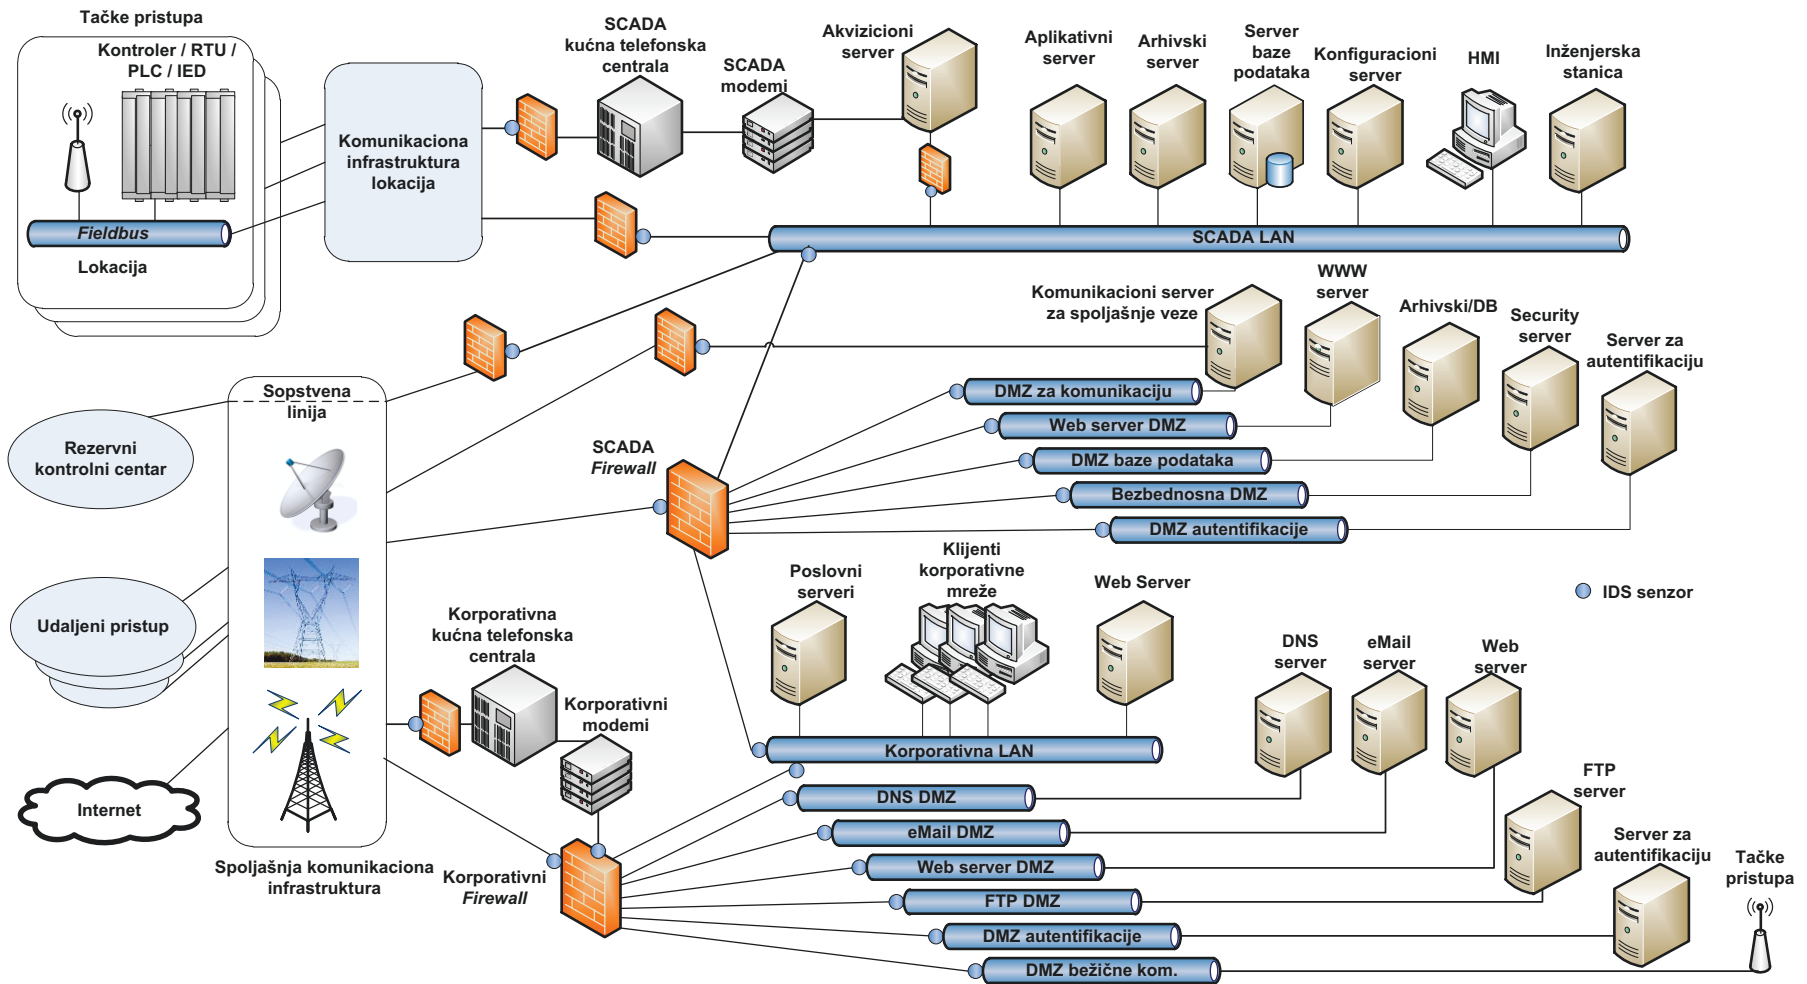 Tačke pristupa
Kontroler / RTU /
PLC / IED
Fieldbus
Lokacija
Komunikaciona
infrastruktura
lokacija
SCADA
kućna telefonska
centrala
SCADA
modemi
Akvizicioni
server
Aplikativni
server
Arhivski
server
Server
baze
podataka
Konfiguracioni
server
HMI
Inženjerska
stanica
SCADA LAN
Komunikacioni server
za spoljašnje veze
WWW
server
Arhivski/DB
Security
server
Server za
autentifikaciju
DMZ za komunikaciju
Web server DMZ
DMZ baze podataka
Bezbednosna DMZ
DMZ autentifikacije
SCADA
Firewall
Sopstvena
linija
Rezervni
kontrolni centar
Udaljeni pristup
Internet
Spoljašnja komunikaciona
infrastruktura
Korporativna
kućna telefonska
centrala
Korporativni
modemi
Korporativni
Firewall
Poslovni
serveri
Klijenti
korporativne
mreže
Web Server
IDS senzor
Korporativna LAN
DNS
server
eMail
server
Web
server
FTP
server
Server za
autentifikaciju
Tačke
pristupa
DNS DMZ
eMail DMZ
Web server DMZ
FTP DMZ
DMZ autentifikacije
DMZ bežične kom.